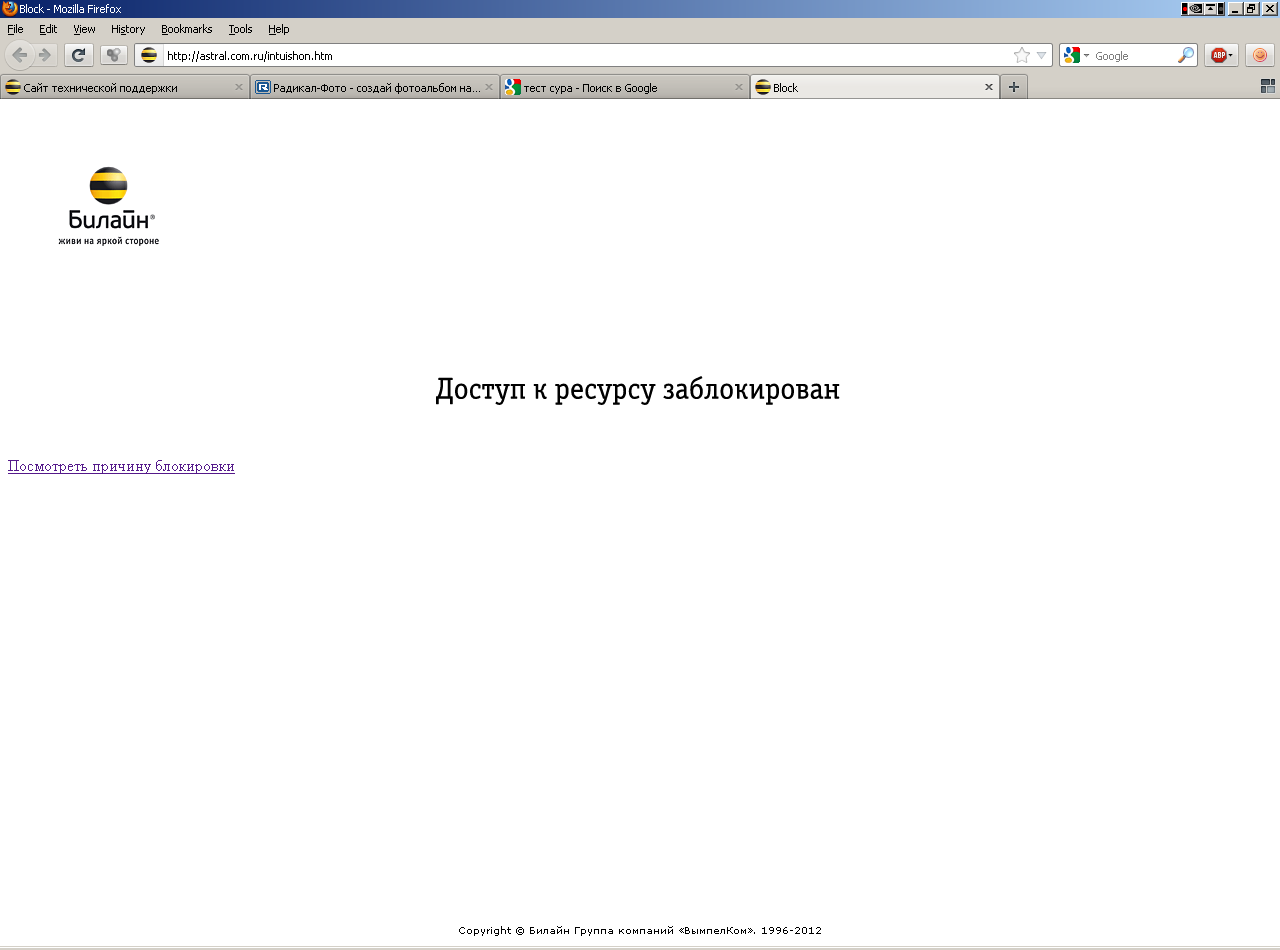 Block - Mozilla Firefox
File Edit View History Bookmarks Tools Help
http://astral.com.ru/intuishon.htm
Google
ABP
Сайт технической поддержки
Радикал-Фото - создай фотоальбом на...
тест сура - Поиск в Google
Block
Билайн®
живи на яркой стороне
Доступ к ресурсу заблокирован
Посмотреть причину блокировки
Copyright © Билайн Группа компаний «ВымпелКом». 1996-2012